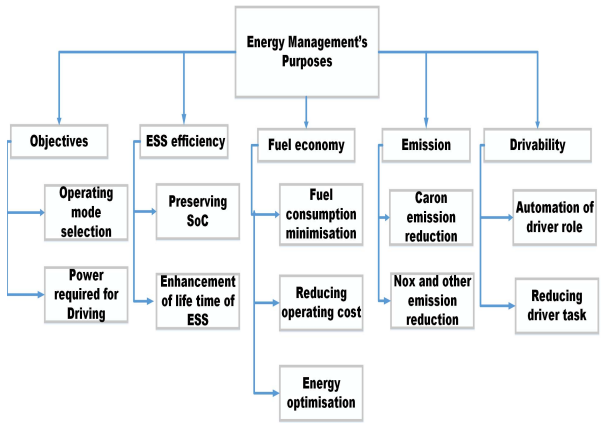 Energy Management's
Purposes
Objectives
ESS efficiency
Fuel economy
Emission
Drivability
Operating
mode
selection
Preserving
SoC
Fuel
consumption
minimisation
Caron
emission
reduction
Automation of
driver role
Power
required for
Driving
Enhancement
of life time of
ESS
Reducing
operating cost
Nox and other
emission
reduction
Reducing
driver task
Energy
optimisation